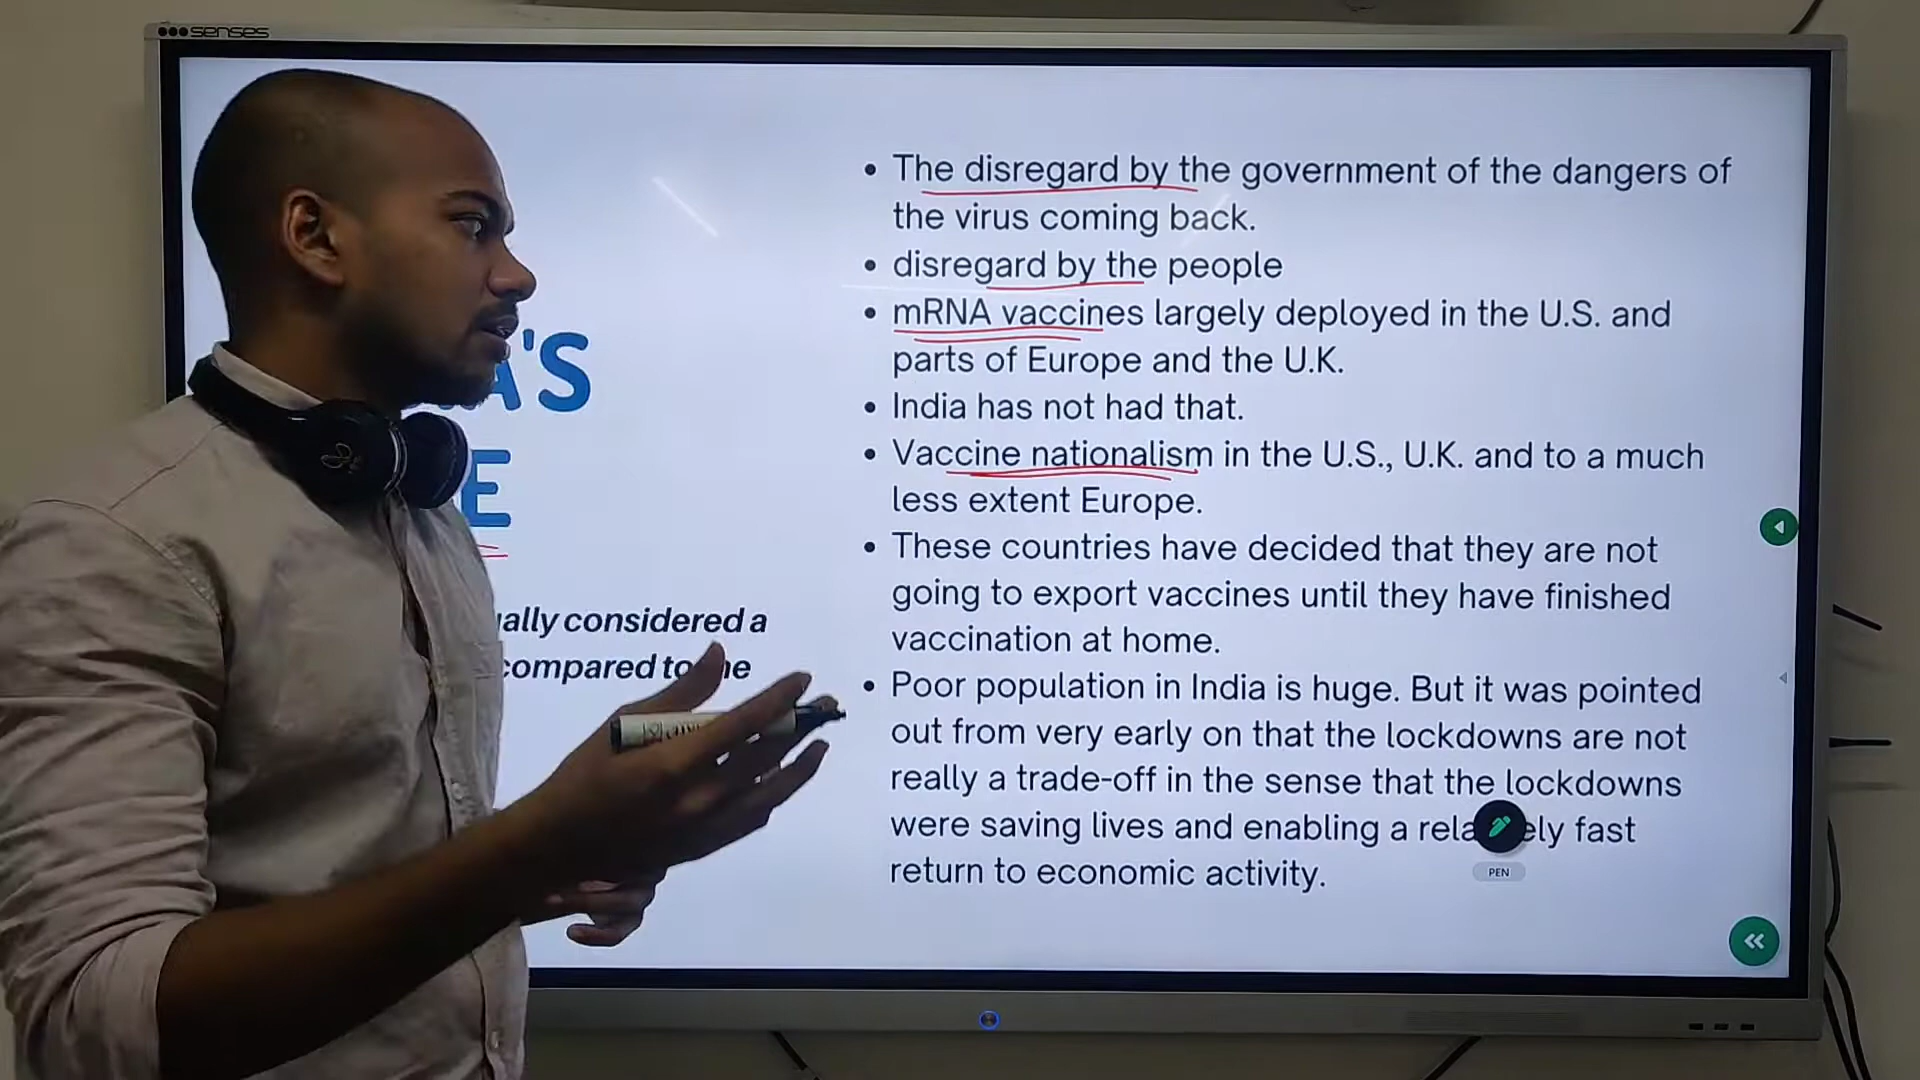 senses
'S
E
considered a
compared to
• The disregard by the government of the dangers of
the virus coming back.
• disregard by the people
• mRNA vaccines largely deployed in the U.S. and
parts of Europe and the U.K.
• India has not had that.
• Vaccine nationalism in the U.S., U.K. and to a much
less extent Europe.
• These countries have decided that they are not
going to export vaccines until they have finished
vaccination at home.
• Poor population in India is huge. But it was pointed
out from very early on that the lockdowns are not
really a trade-off in the sense that the lockdowns
were saving lives and enabling a fast
return to economic activity.
PEN